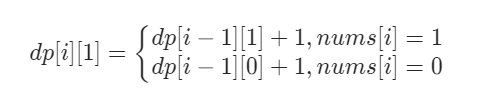 dp[i][1] = { dp[i − 1][1] + 1, nums[i] = 1
dp[i − 1][0] + 1, nums[i] = 0